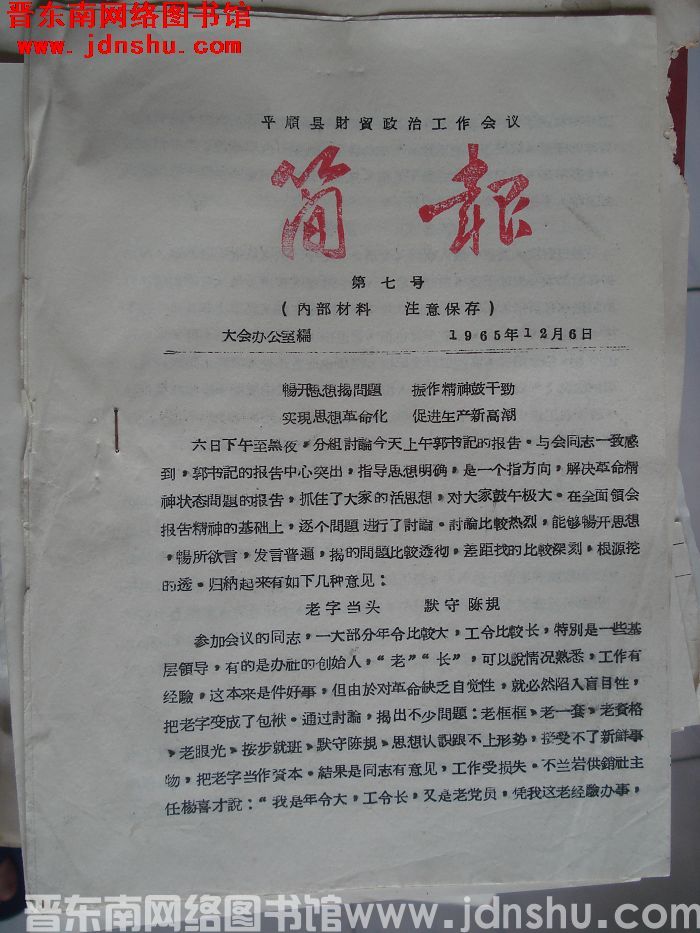 晋东南网络图书馆
www.jdnshu.com
平順县財貿政治工作会议
简报
第七号
（內部材料　注意保存）
大会办公室編　1965年12月6日
暢开思想揭問題　振作精神鼓干勁
实現思想革命化　促进生产新高潮
六日下午至黑夜，分組討論今天上午郭书記的报告。与会同志一致感
到，郭书記的报告中心突出，指导思想明确，是一个指方向，解决革命精
神状态問題的报告，抓住了大家的活思想，对大家鼓午极大。在全面領会
报告精神的基础上，逐个問題进行了討論。討論比較热烈，能够暢开思想
，暢所欲言，发言普遍，揭的問題比較透彻，差距找的比較深刻，根源挖
的透。归納起来有如下几种意见：
老字当头　默守陈規
参加会议的同志，一大部分年令比較大，工令比較长，特別是一些基
层領导，有的是办社的创始人，“老”“长”，可以說情况熟悉，工作有
经驗，这本来是件好事，但由於对革命缺乏自觉性，就必然陷入盲目性，
把老字变成了包袱。通过討論，揭出不少問題：老框框、老一套、老資格
、老眼光、按步就班、默守陈規、思想认識跟不上形势，接受不了新鮮事
物，把老字当作資本。結果是同志有意见，工作受损失。不兰岩供銷社主
任杨喜才說：“我是年令大，工令长，又是老党员，凭我这老经驗办事，
晋东南网络图书馆 www.jdnshu.com